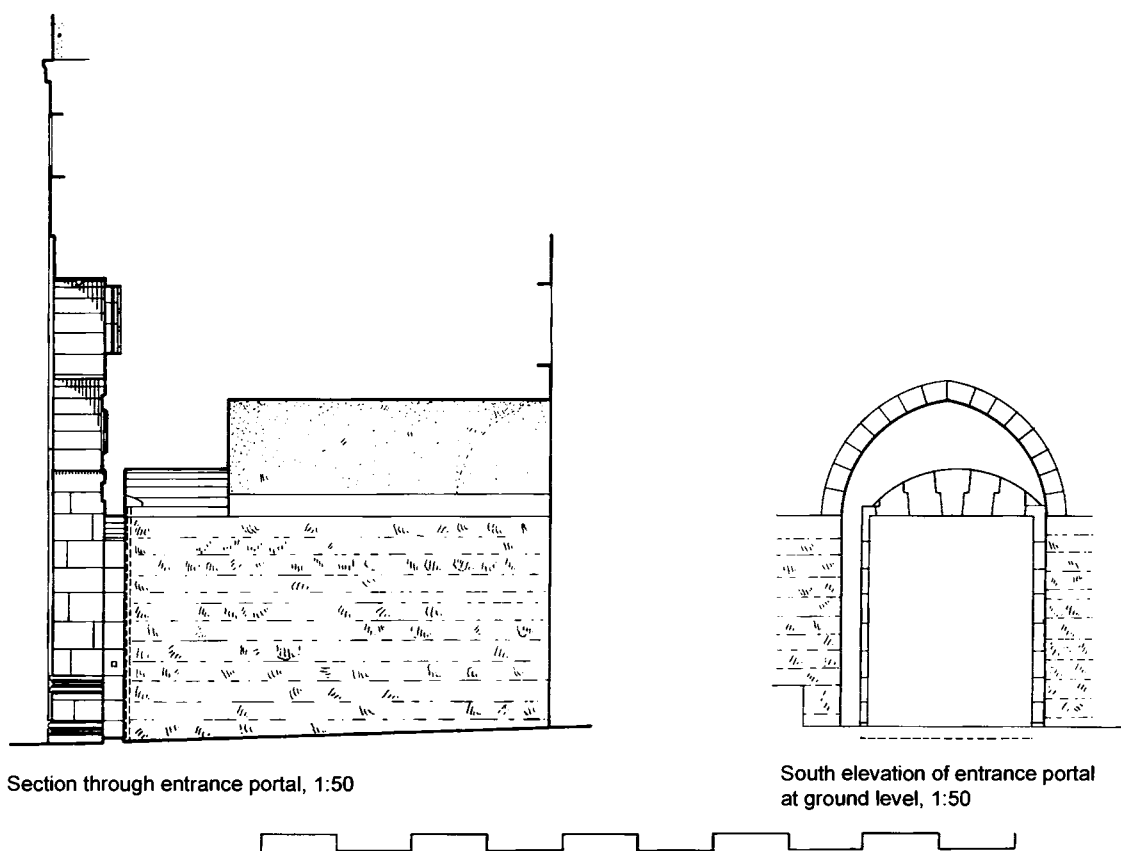 Section through entrance portal, 1:50
South elevation of entrance portal
at ground level, 1:50